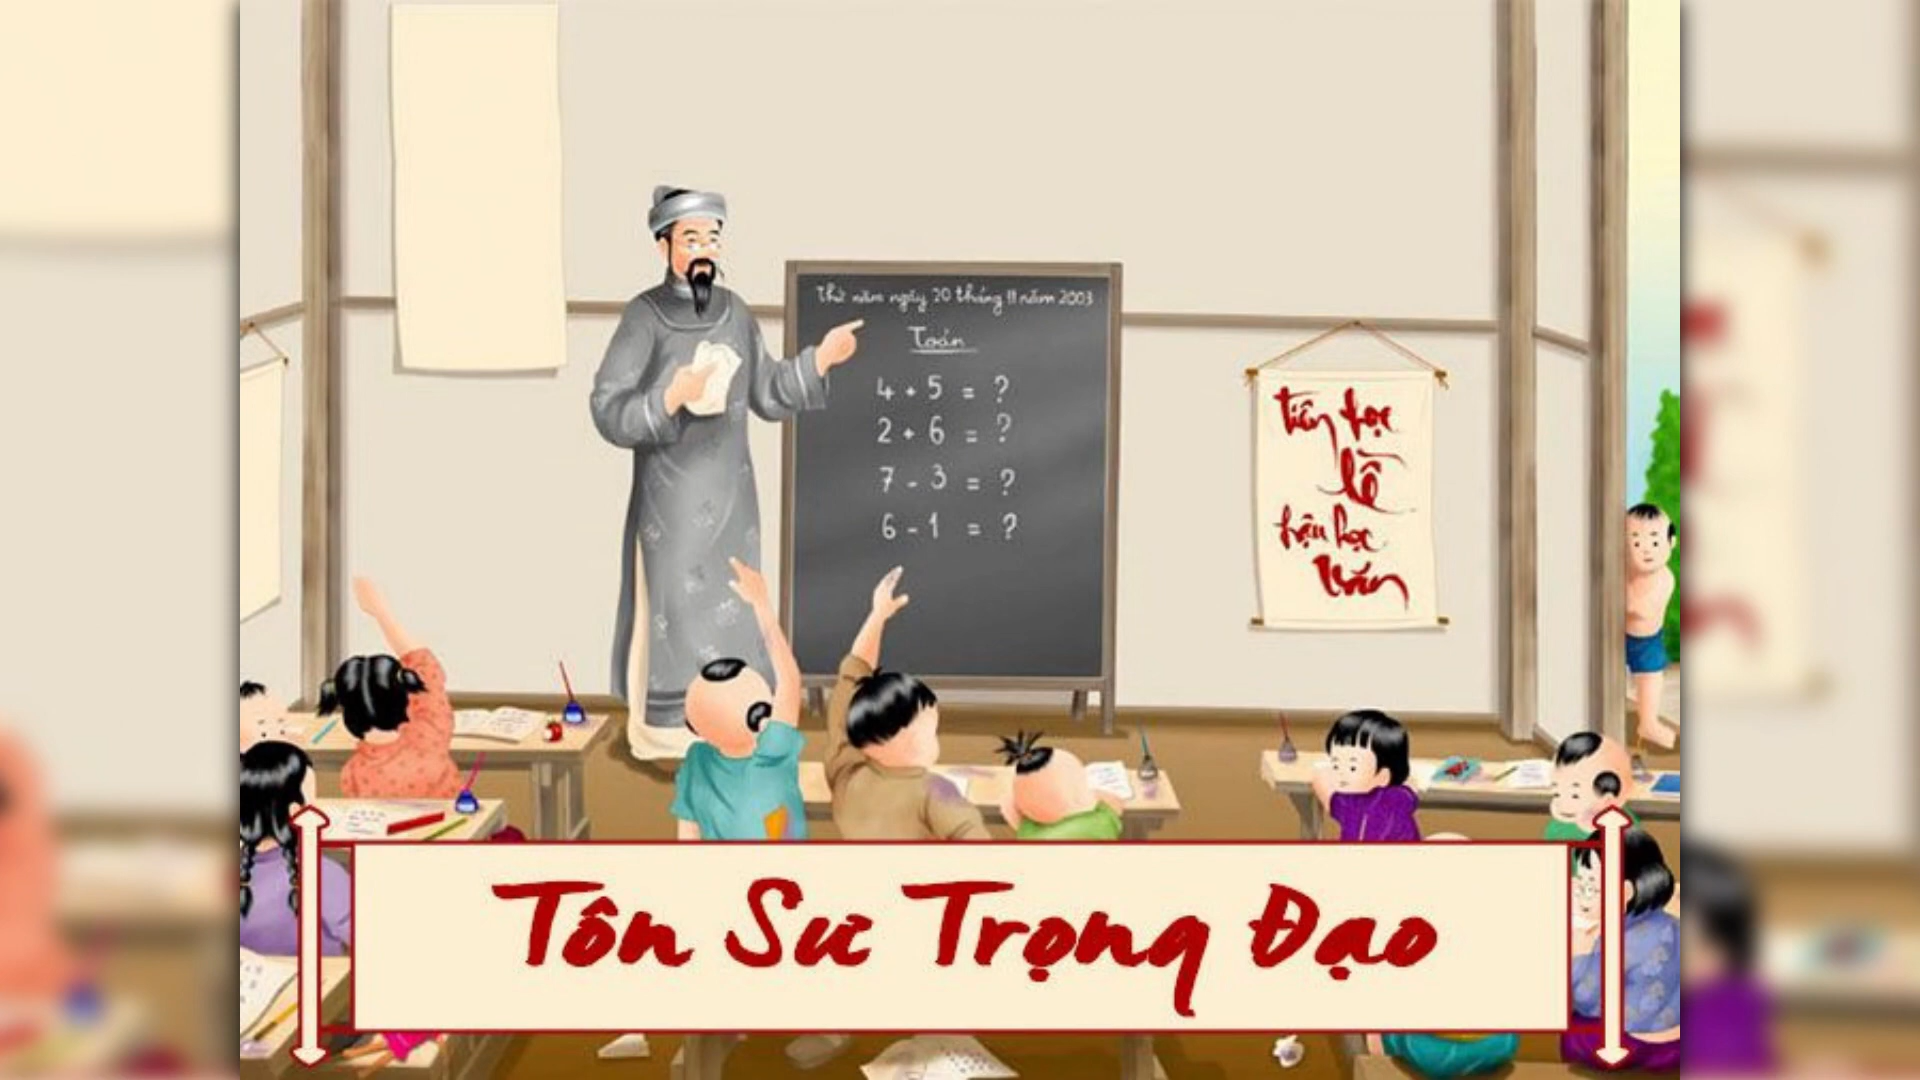 Thứ năm ngày 20 tháng 11 năm 2003
Toán
4 + 5 = ?
2 + 6 = ?
7 - 3 = ?
6 - 1 = ?
tiên học
lễ
hậu học
văn
Tôn Sư Trọng Đạo